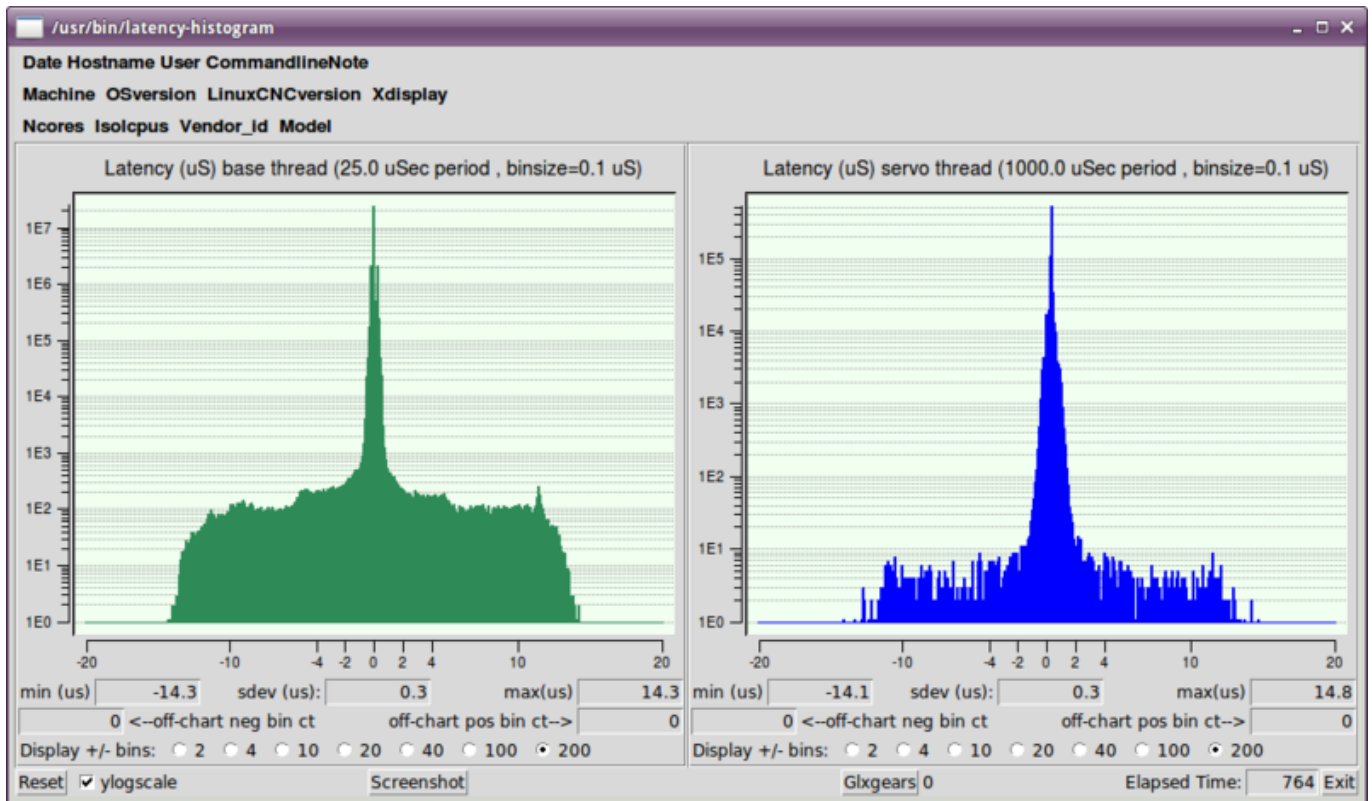 /usr/bin/latency-histogram
Date Hostname User CommandlineNote
Machine OSversion LinuxCNCversion Xdisplay
Ncores Isolcpus Vendor_id Model
Latency (uS) base thread (25.0 uSec period , binsize=0.1 uS)
1E7
1E6
1E5
1E4
1E3
1E2
1E1
1E0
-20 -10 -4 -2 0 2 4 10 20
min (us) -14.3 sdev (us): 0.3 max(us) 14.3
0 <--off-chart neg bin ct off-chart pos bin ct--> 0
Display +/- bins: 2 4 10 20 40 100 200
Latency (uS) servo thread (1000.0 uSec period , binsize=0.1 uS)
1E5
1E4
1E3
1E2
1E1
1E0
-20 -10 -4 -2 0 2 4 10 20
min (us) -14.1 sdev (us): 0.3 max(us) 14.8
0 <--off-chart neg bin ct off-chart pos bin ct--> 0
Display +/- bins: 2 4 10 20 40 100 200
Reset ylogscale Screenshot Glxgears 0 Elapsed Time: 764 Exit